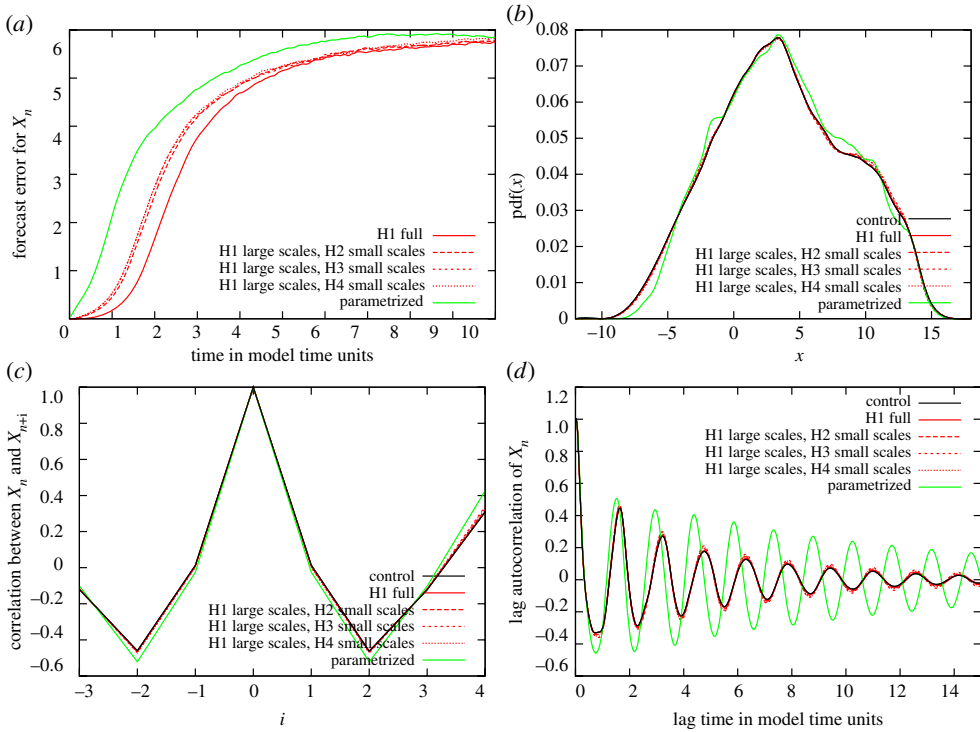 (a)
forecast error for Xn
6
5
4
3
2
1
0 1 2 3 4 5 6 7 8 9 10
time in model time units
H1 full
H1 large scales, H2 small scales
H1 large scales, H3 small scales
H1 large scales, H4 small scales
parametrized
(b)
pdf(x)
0.08
0.07
0.06
0.05
0.04
0.03
0.02
0.01
0
−10 −5 0 5 10 15
x
control
H1 full
H1 large scales, H2 small scales
H1 large scales, H3 small scales
H1 large scales, H4 small scales
parametrized
(c)
correlation between Xn and Xn+i
1.0
0.8
0.6
0.4
0.2
0
−0.2
−0.4
−0.6
−3 −2 −1 0 1 2 3 4
i
control
H1 full
H1 large scales, H2 small scales
H1 large scales, H3 small scales
H1 large scales, H4 small scales
parametrized
(d)
lag autocorrelation of Xn
1.2
1.0
0.8
0.6
0.4
0.2
0
−0.2
−0.4
−0.6
0 2 4 6 8 10 12 14
lag time in model time units
control
H1 full
H1 large scales, H2 small scales
H1 large scales, H3 small scales
H1 large scales, H4 small scales
parametrized